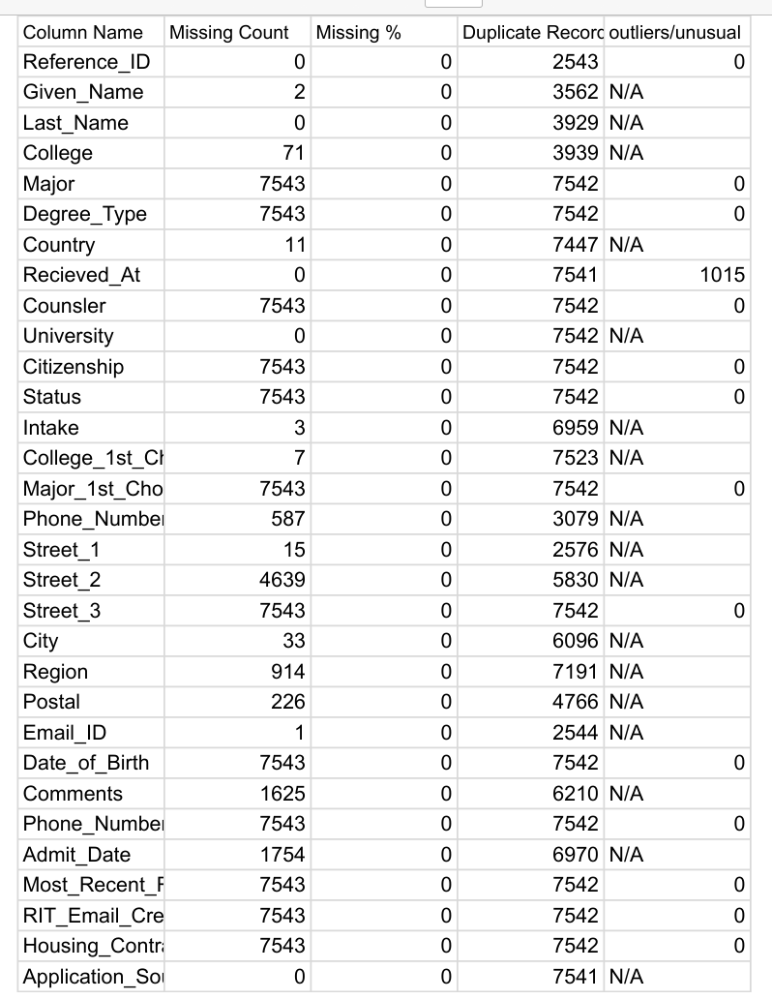 Column Name Missing Count Missing % Duplicate Record outliers/unusual
Reference_ID 0 0 2543 0
Given_Name 2 0 3562 N/A
Last_Name 0 0 3929 N/A
College 71 0 3939 N/A
Major 7543 0 7542 0
Degree_Type 7543 0 7542 0
Country 11 0 7447 N/A
Recieved_At 0 0 7541 1015
Counsler 7543 0 7542 0
University 0 0 7542 N/A
Citizenship 7543 0 7542 0
Status 7543 0 7542 0
Intake 3 0 6959 N/A
College_1st_Ch 7 0 7523 N/A
Major_1st_Cho 7543 0 7542 0
Phone_Number 587 0 3079 N/A
Street_1 15 0 2576 N/A
Street_2 4639 0 5830 N/A
Street_3 7543 0 7542 0
City 33 0 6096 N/A
Region 914 0 7191 N/A
Postal 226 0 4766 N/A
Email_ID 1 0 2544 N/A
Date_of_Birth 7543 0 7542 0
Comments 1625 0 6210 N/A
Phone_Number 7543 0 7542 0
Admit_Date 1754 0 6970 N/A
Most_Recent_F 7543 0 7542 0
RIT_Email_Cre 7543 0 7542 0
Housing_Contra 7543 0 7542 0
Application_Sou 0 0 7541 N/A